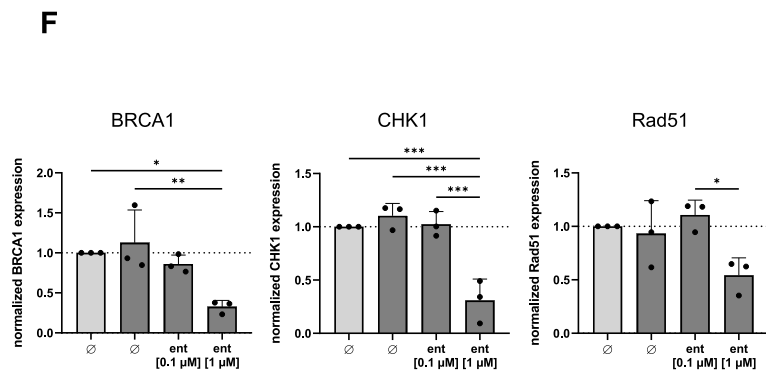 F
BRCA1
normalized BRCA1 expression
2.0
1.5
1.0
0.5
0.0
*
**
∅ ∅ ent ent
[0.1 µM] [1 µM]
CHK1
normalized CHK1 expression
1.5
1.0
0.5
0.0
***
***
***
∅ ∅ ent ent
[0.1 µM] [1 µM]
Rad51
normalized Rad51 expression
1.5
1.0
0.5
0.0
*
∅ ∅ ent ent
[0.1 µM] [1 µM]